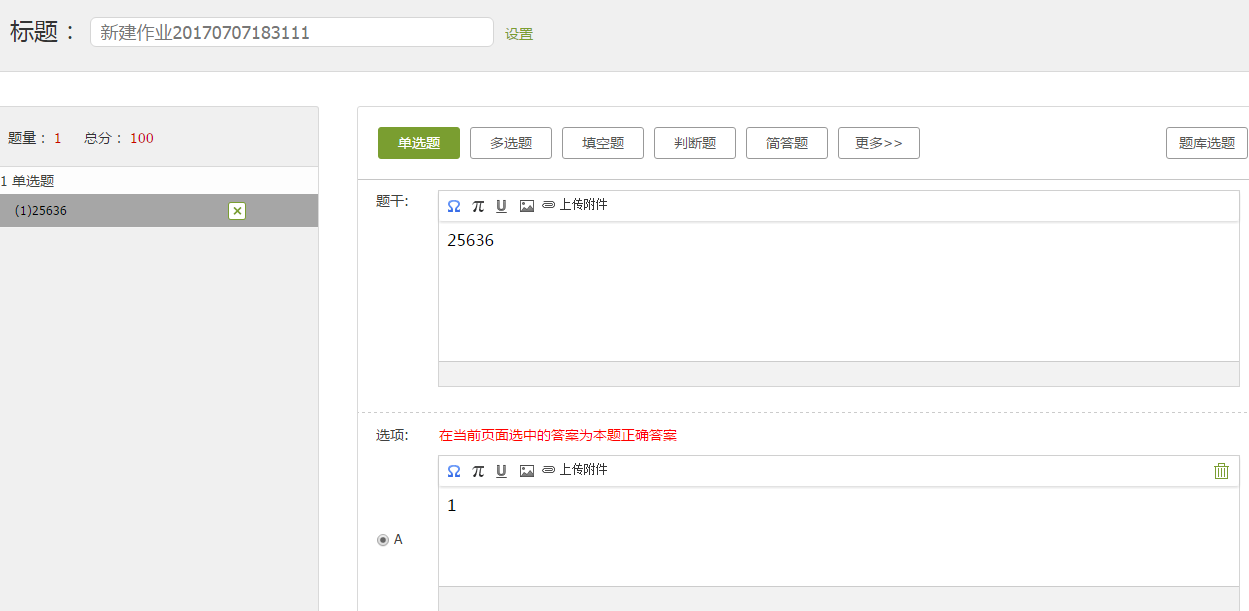 标题 : 新建作业20170707183111 设置
题量 : 1 总分 : 100
1 单选题
(1)25636
单选题 多选题 填空题 判断题 简答题 更多>> 题库选题
题干:
Ω π U 上传附件
25636
选项: 在当前页面选中的答案为本题正确答案
Ω π U 上传附件
1
A